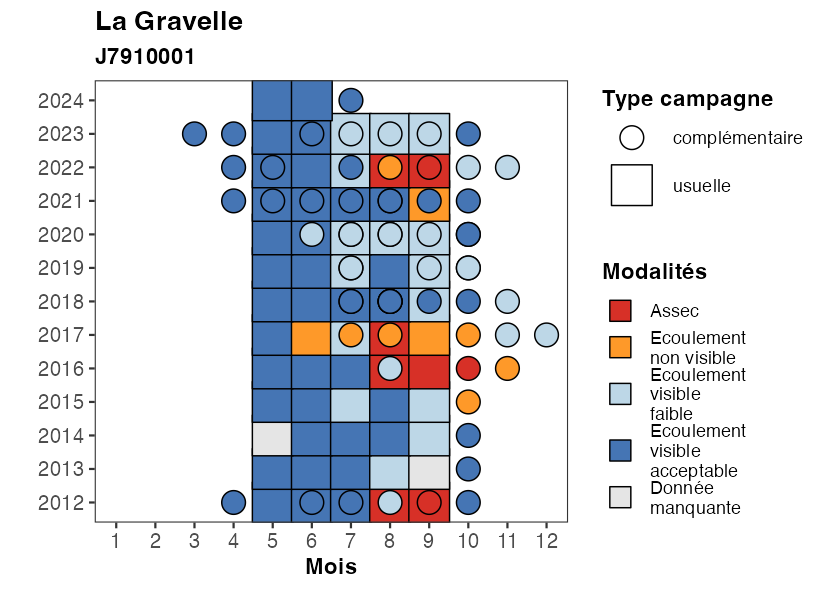 La Gravelle
J7910001
2024
2023
2022
2021
2020
2019
2018
2017
2016
2015
2014
2013
2012
1 2 3 4 5 6 7 8 9 10 11 12
Mois
Type campagne
complémentaire
usuelle
Modalités
Assec
Ecoulement
non visible
Ecoulement
visible
faible
Ecoulement
visible
acceptable
Donnée
manquante